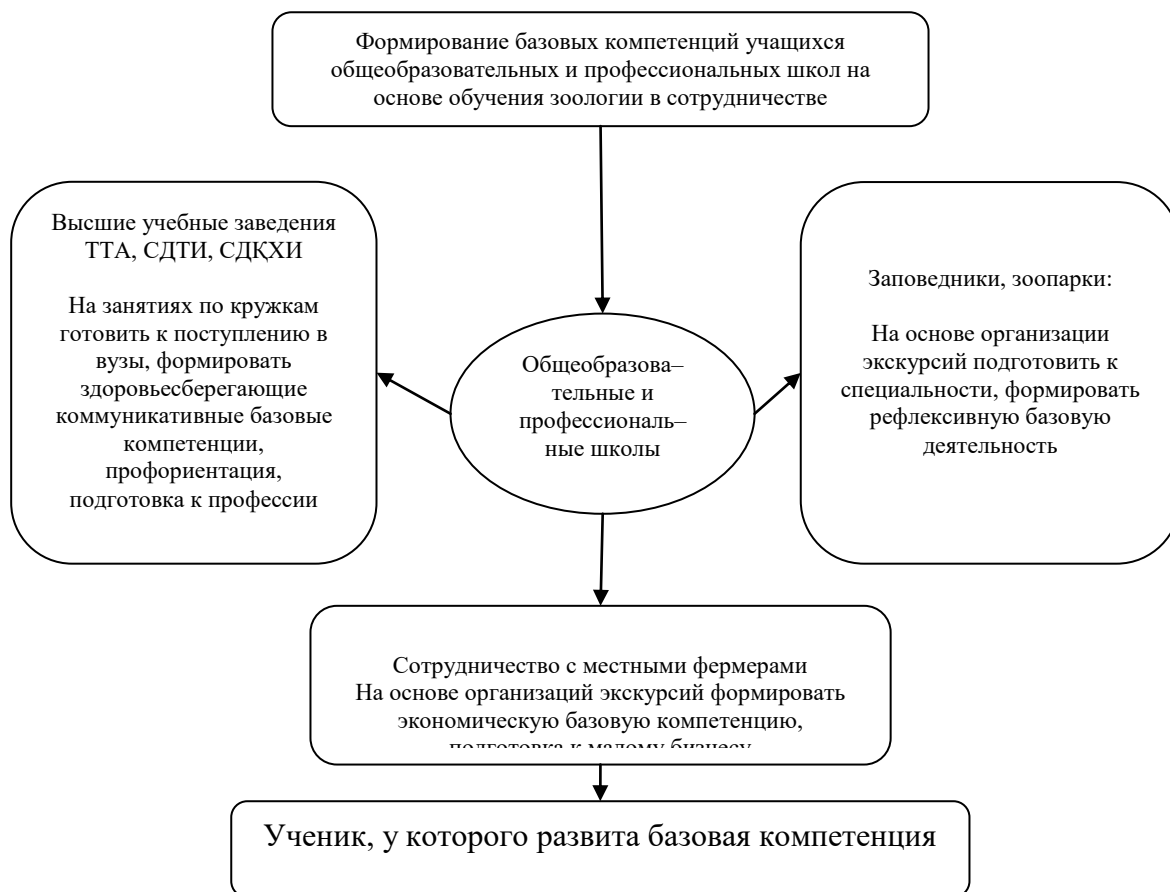 Формирование базовых компетенций учащихся
общеобразовательных и профессиональных школ на
основе обучения зоологии в сотрудничестве
Высшие учебные заведения
ТТА, СДТИ, СДҚХИ
На занятиях по кружкам
готовить к поступлению в
вузы, формировать
здоровьесберегающие
коммуникативные базовые
компетенции,
профориентация,
подготовка к профессии
Общеобразова–
тельные и
профессиональ–
ные школы
Заповедники, зоопарки:
На основе организации
экскурсий подготовить к
специальности, формировать
рефлексивную базовую
деятельность
Сотрудничество с местными фермерами
На основе организаций экскурсий формировать
экономическую базовую компетенцию,
подготовка к малому бизнесу
Ученик, у которого развита базовая компетенция